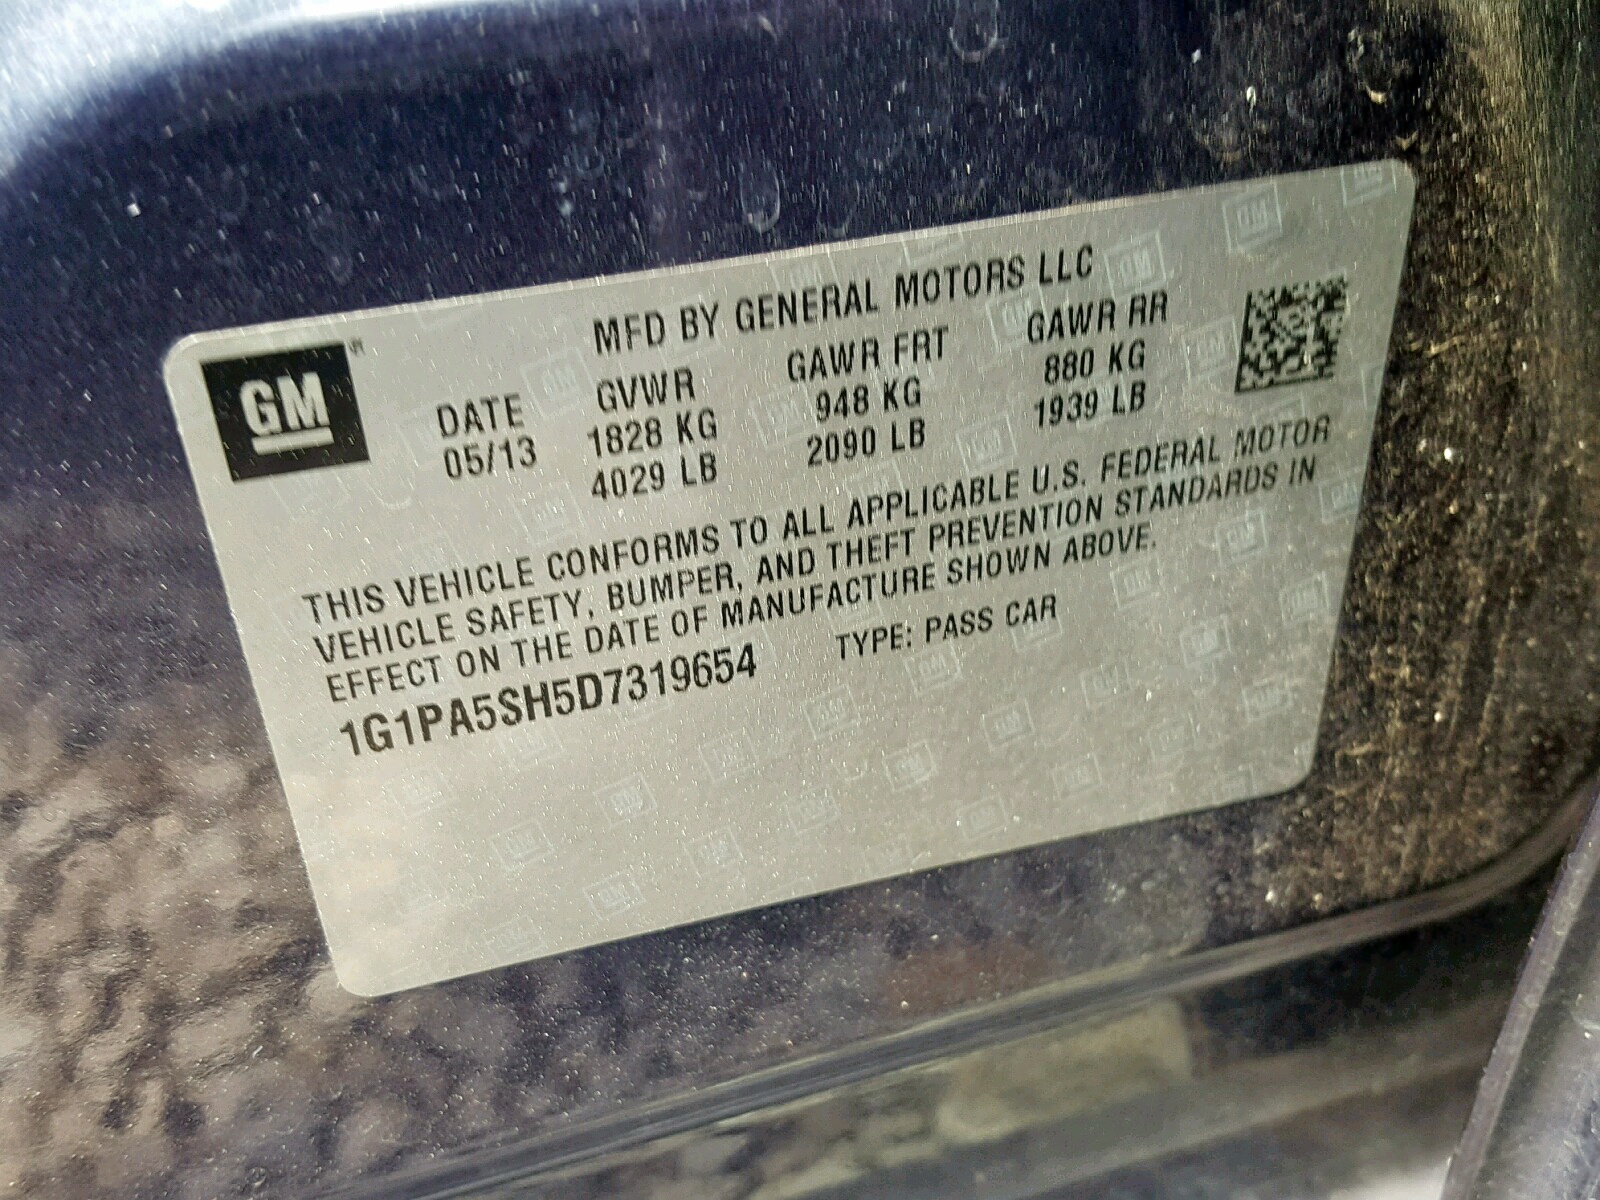 MFD BY GENERAL MOTORS LLC
GM
DATE GVWR GAWR FRT GAWR RR
05/13 1828 KG 948 KG 880 KG
4029 LB 2090 LB 1939 LB
THIS VEHICLE CONFORMS TO ALL APPLICABLE U.S. FEDERAL MOTOR
VEHICLE SAFETY, BUMPER, AND THEFT PREVENTION STANDARDS IN
EFFECT ON THE DATE OF MANUFACTURE SHOWN ABOVE.
1G1PA5SH5D7319654 TYPE: PASS CAR